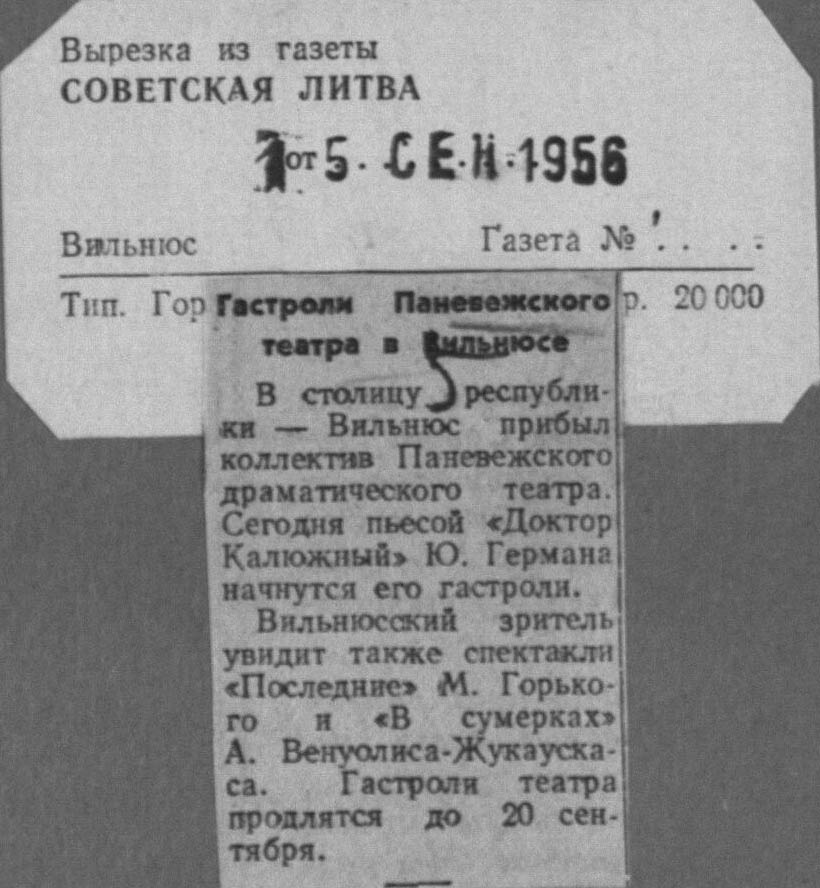 Вырезка из газеты
СОВЕТСКАЯ ЛИТВА
от 5. СЕН. 1956
Вильнюс Газета №
Тип. Гор р. 20 000
Гастроли Паневежского
театра в Вильнюсе
В столицу республи-
ки — Вильнюс прибыл
коллектив Паневежского
драматического театра.
Сегодня пьесой «Доктор
Калюжный» Ю. Германа
начнутся его гастроли.
Вильнюсский зритель
увидит также спектакли
«Последние» М. Горько-
го и «В сумерках»
А. Венуолиса-Жукауска-
са. Гастроли театра
продлятся до 20 сен-
тября.